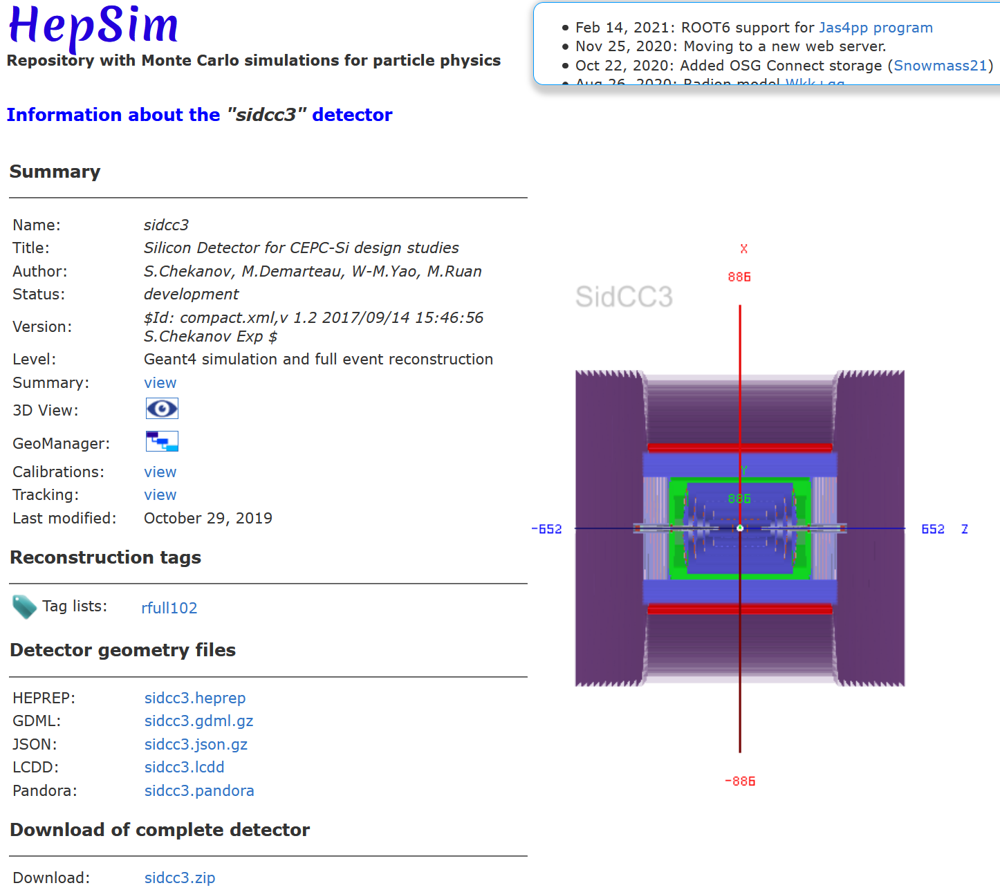 HepSim
Repository with Monte Carlo simulations for particle physics
Feb 14, 2021: ROOT6 support for Jas4pp program
Nov 25, 2020: Moving to a new web server.
Oct 22, 2020: Added OSG Connect storage (Snowmass21)
Aug 26, 2020: Radion model Wkk+gg
Information about the "sidcc3" detector
Summary
Name: sidcc3
Title: Silicon Detector for CEPC-Si design studies
Author: S.Chekanov, M.Demarteau, W-M.Yao, M.Ruan
Status: development
Version: $Id: compact.xml,v 1.2 2017/09/14 15:46:56
S.Chekanov Exp $
Level: Geant4 simulation and full event reconstruction
Summary: view
3D View:
GeoManager:
Calibrations: view
Tracking: view
Last modified: October 29, 2019
Reconstruction tags
Tag lists: rfull102
Detector geometry files
HEPREP: sidcc3.heprep
GDML: sidcc3.gdml.gz
JSON: sidcc3.json.gz
LCDD: sidcc3.lcdd
Pandora: sidcc3.pandora
Download of complete detector
Download: sidcc3.zip
X
886
SidCC3
Y
886
-652
652 Z
-886